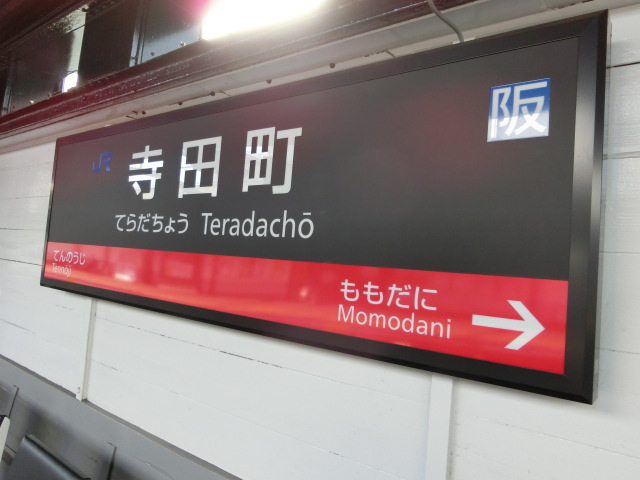 JR 寺田町 阪
てらだちょう Teradachō
てんのうじ
Tennōji
ももだに
Momodani →